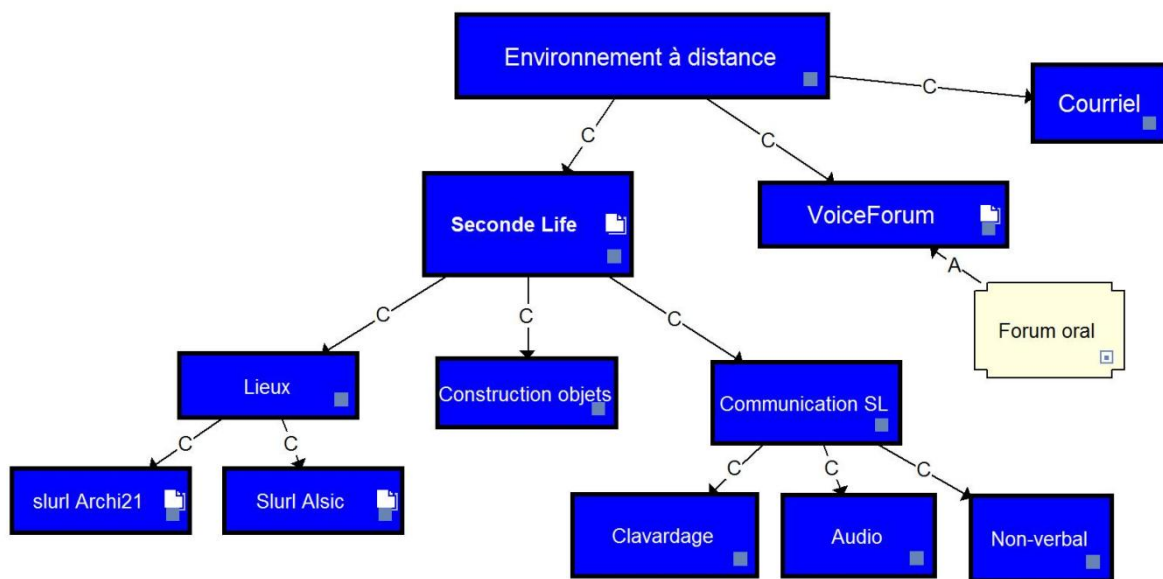 Environnement à distance
C
Courriel
C
C
Seconde Life
VoiceForum
A
Forum oral
C
C
C
Lieux
Construction objets
Communication SL
C
C
C
C
C
slurl Archi21
Slurl Alsic
Clavardage
Audio
Non-verbal